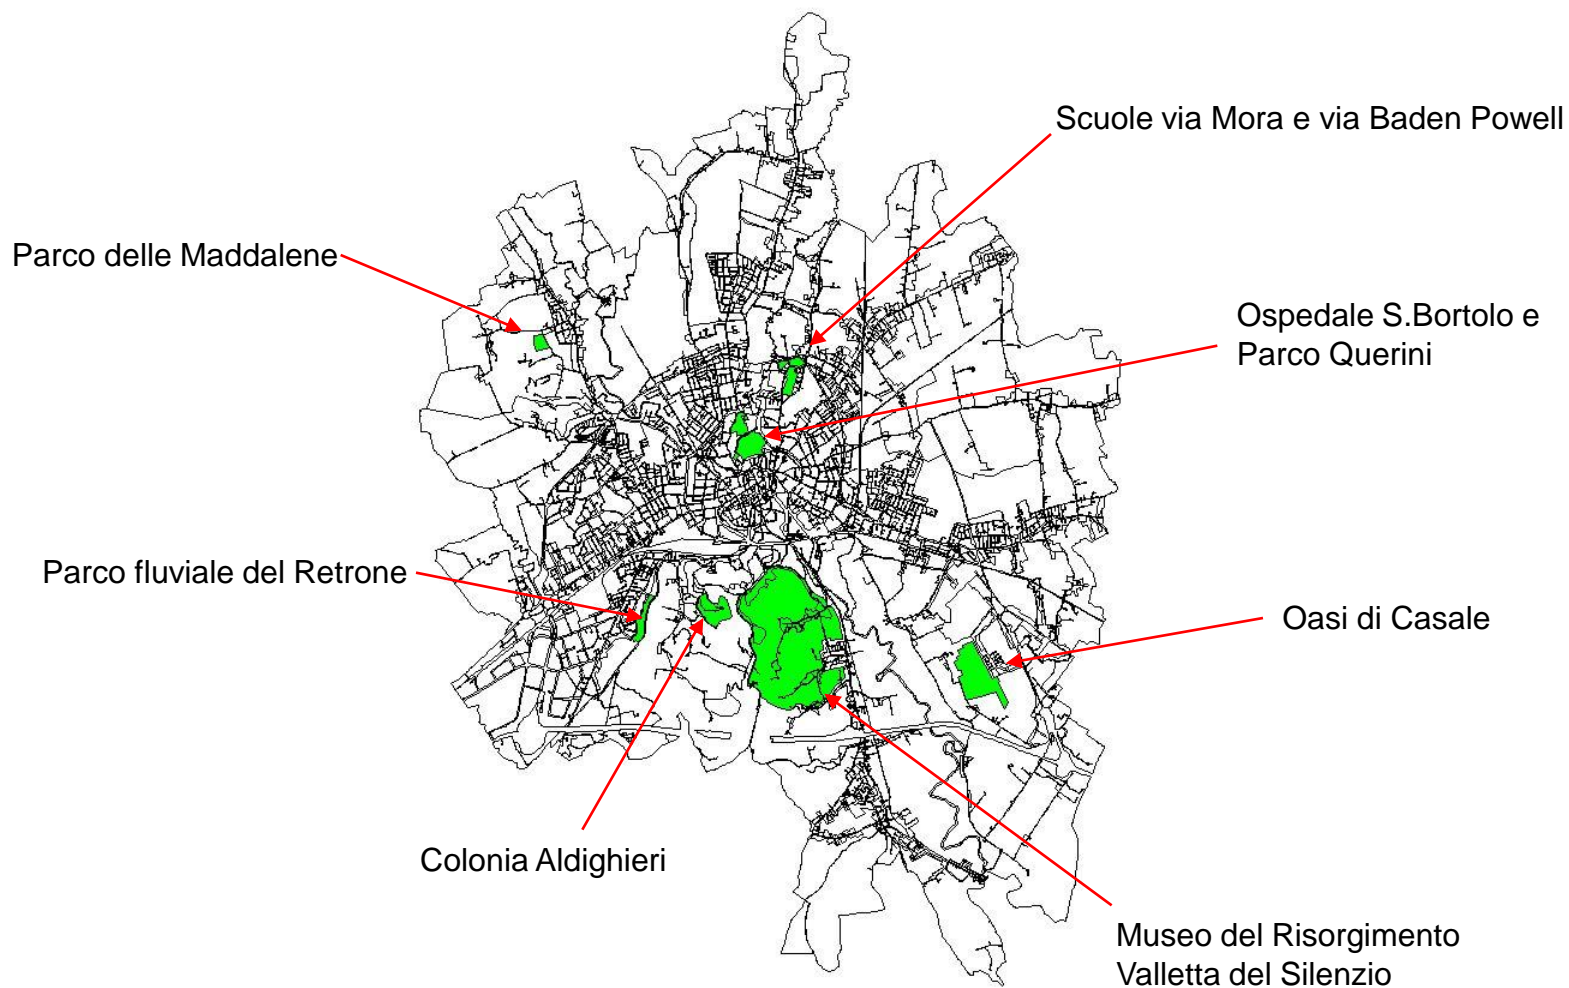 Scuole via Mora e via Baden Powell
Parco delle Maddalene
Ospedale S.Bortolo e
Parco Querini
Parco fluviale del Retrone
Oasi di Casale
Colonia Aldighieri
Museo del Risorgimento
Valletta del Silenzio